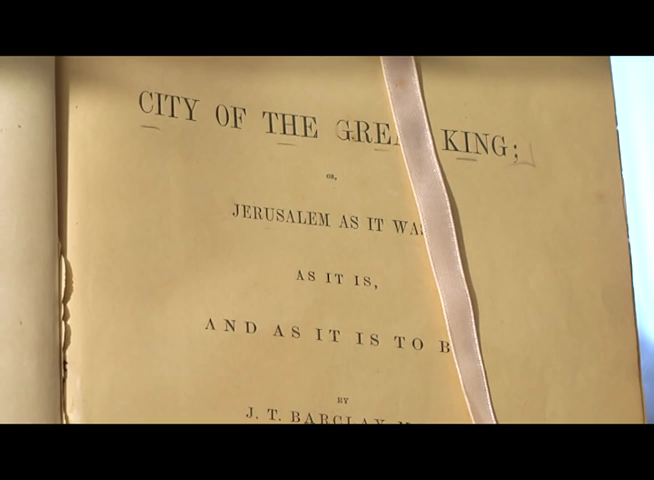 CITY OF THE GREA KING;
OR,
JERUSALEM AS IT WAS
AS IT IS,
AND AS IT IS TO B
BY
J. T. BARCLAY